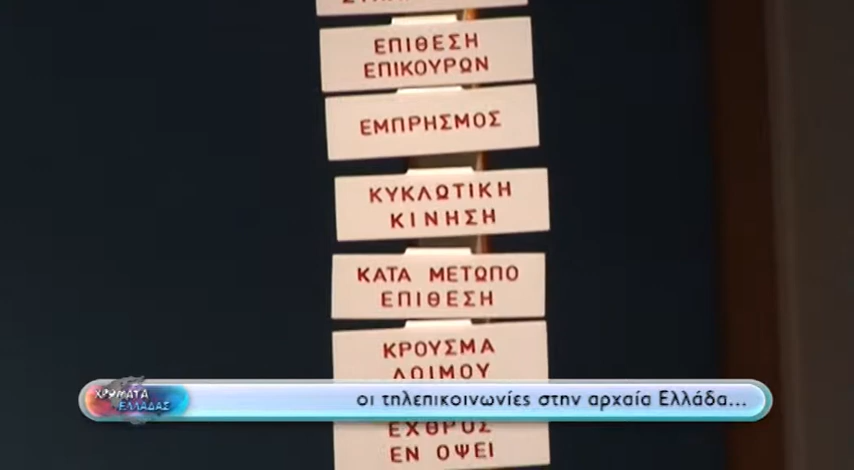 ΕΠΙΘΕΣΗ
ΕΠΙΚΟΥΡΩΝ
ΕΜΠΡΗΣΜΟΣ
ΚΥΚΛΩΤΙΚΗ
ΚΙΝΗΣΗ
ΚΑΤΑ ΜΕΤΩΠΟ
ΕΠΙΘΕΣΗ
ΚΡΟΥΣΜΑ
ΛΟΙΜΟΥ
ΧΡΩΜΑΤΑ
ΕΛΛΑΔΑΣ
οι τηλεπικοινωνίες στην αρχαία Ελλάδα...
ΕΧΘΡΟΣ
ΕΝ ΟΨΕΙ